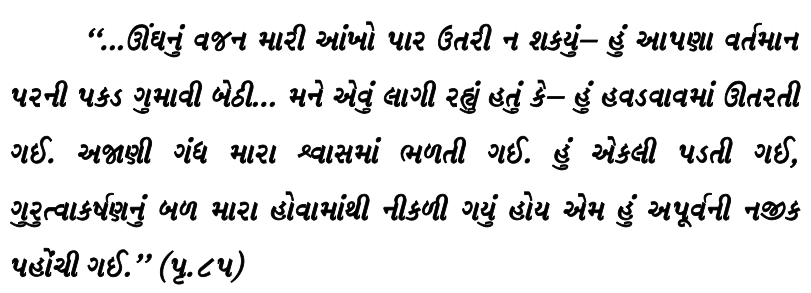 “...ઊંઘનું વજન મારી આંખો પાર ઉતરી ન શકયું– હું આપણા વર્તમાન
પરની પકડ ગુમાવી બેઠી... મને એવું લાગી રહ્યું હતું કે– હું હવડવાવમાં ઊતરતી
ગઈ. અજાણી ગંધ મારા શ્વાસમાં ભળતી ગઈ. હું એકલી પડતી ગઈ,
ગુરુત્વાકર્ષણનું બળ મારા હોવામાંથી નીકળી ગયું હોય એમ હું અપૂર્વની નજીક
પહોંચી ગઈ.” (પૃ.૮૫)